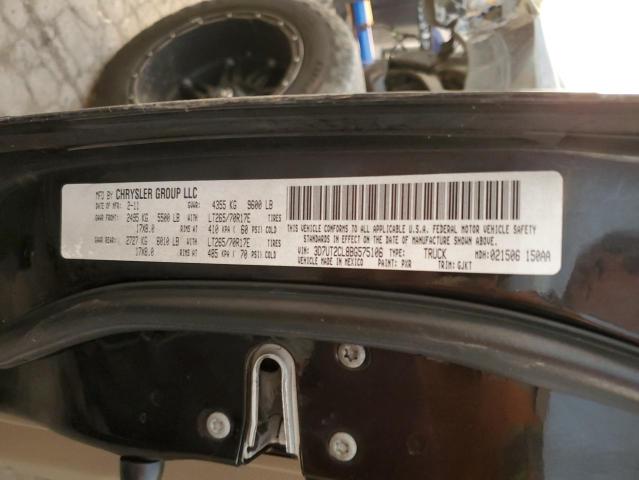 MFD BY CHRYSLER GROUP LLC
DATE OF MFR: 2-11 GVWR: 4355 KG 9600 LB
GAWR FRONT: 2495 KG 5500 LB LT265/70R17E TIRES
17X8.0 RIMS AT 410 KPA ( 60 PSI) COLD
GAWR REAR: 2727 KG 6010 LB LT265/70R17E TIRES
17X8.0 RIMS AT 485 KPA ( 70 PSI) COLD
THIS VEHICLE CONFORMS TO ALL APPLICABLE U.S.A. FEDERAL MOTOR VEHICLE SAFETY
STANDARDS IN EFFECT ON THE DATE OF MANUFACTURE SHOWN ABOVE.
VIN: 3D7UT2CL8BG575106 TYPE: TRUCK MDH: 021506 150AA
VEHICLE MADE IN MEXICO PAINT: PXR TRIM: GJKT